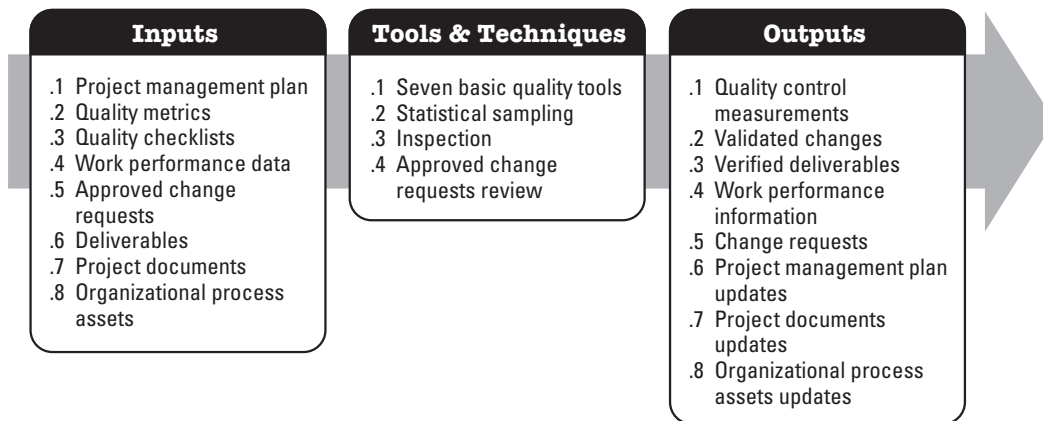 Inputs
.1 Project management plan
.2 Quality metrics
.3 Quality checklists
.4 Work performance data
.5 Approved change
requests
.6 Deliverables
.7 Project documents
.8 Organizational process
assets
Tools & Techniques
.1 Seven basic quality tools
.2 Statistical sampling
.3 Inspection
.4 Approved change
requests review
Outputs
.1 Quality control
measurements
.2 Validated changes
.3 Verified deliverables
.4 Work performance
information
.5 Change requests
.6 Project management plan
updates
.7 Project documents
updates
.8 Organizational process
assets updates